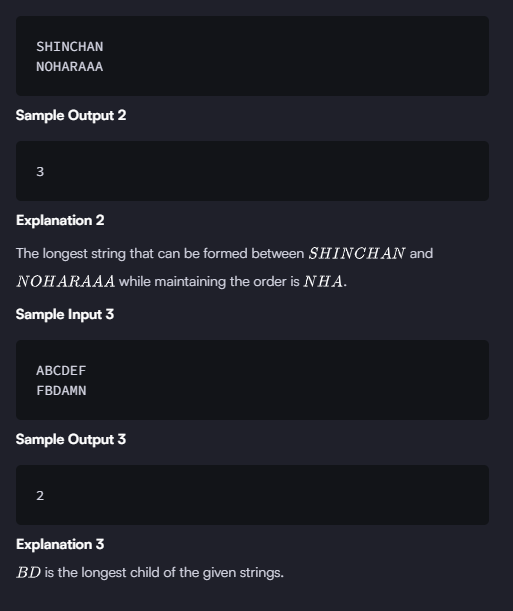 SHINCHAN
NOHARAAA
Sample Output 2
3
Explanation 2
The longest string that can be formed between SHINCHAN and
NOHARAAA while maintaining the order is NHA.
Sample Input 3
ABCDEF
FBDAMN
Sample Output 3
2
Explanation 3
BD is the longest child of the given strings.